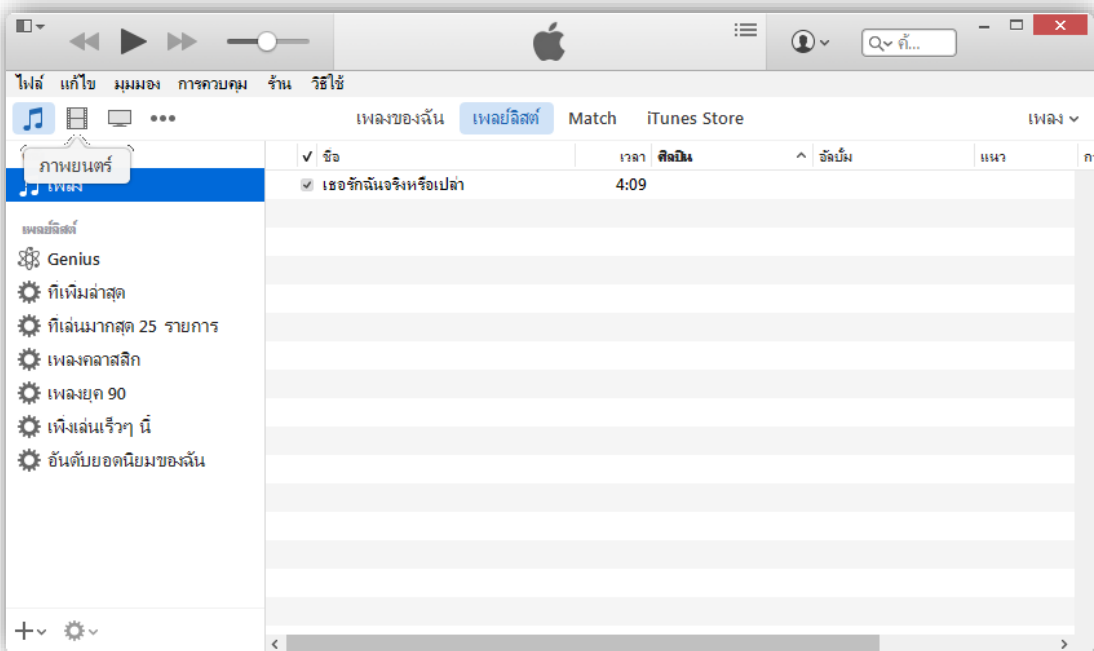 ค้...
ไฟล์ แก้ไข มุมมอง การควบคุม ร้าน วิธีใช้
เพลงของฉัน เพลย์ลิสต์ Match iTunes Store เพลง
ภาพยนตร์
ชื่อ เวลา ศิลปิน อัลบั้ม แนว
เพลง
เธอรักฉันจริงหรือเปล่า 4:09
เพลย์ลิสต์
Genius
ที่เพิ่มล่าสุด
ที่เล่นมากสุด 25 รายการ
เพลงคลาสสิก
เพลงยุค 90
เพิ่งเล่นเร็วๆ นี้
อันดับยอดนิยมของฉัน